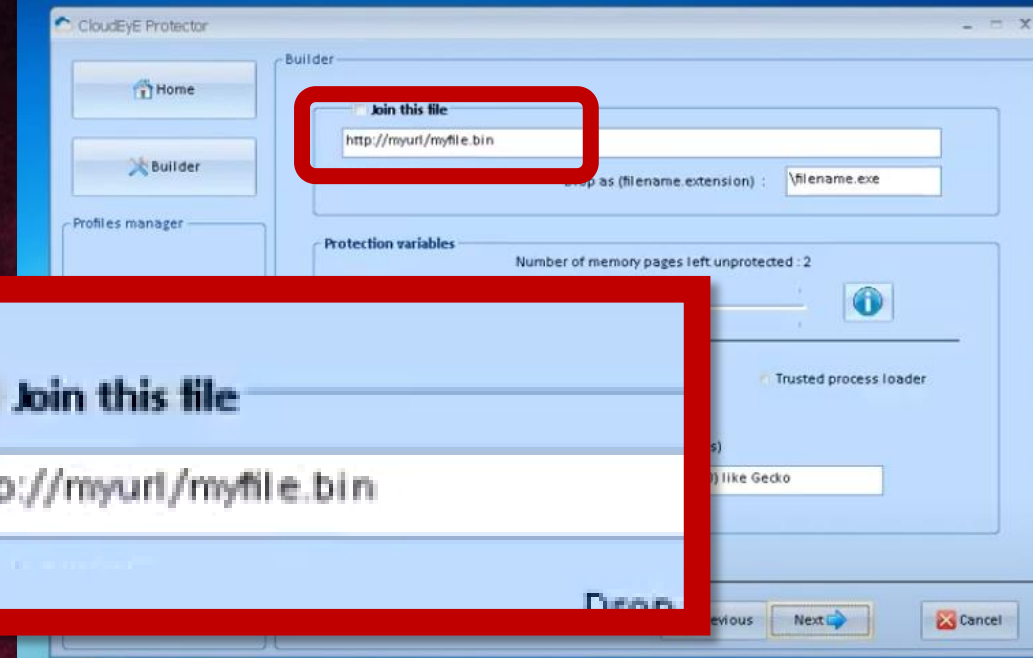 CloudEyE Protector
Home
Builder
Profiles manager
Builder
Join this file
http://myurl/myfile.bin
as (filename.extension) :
\filename.exe
Protection variables
Number of memory pages left unprotected : 2
Trusted process loader
s)
) like Gecko
Join this file
p://myurl/myfile.bin
Drop
evious
Next
Cancel